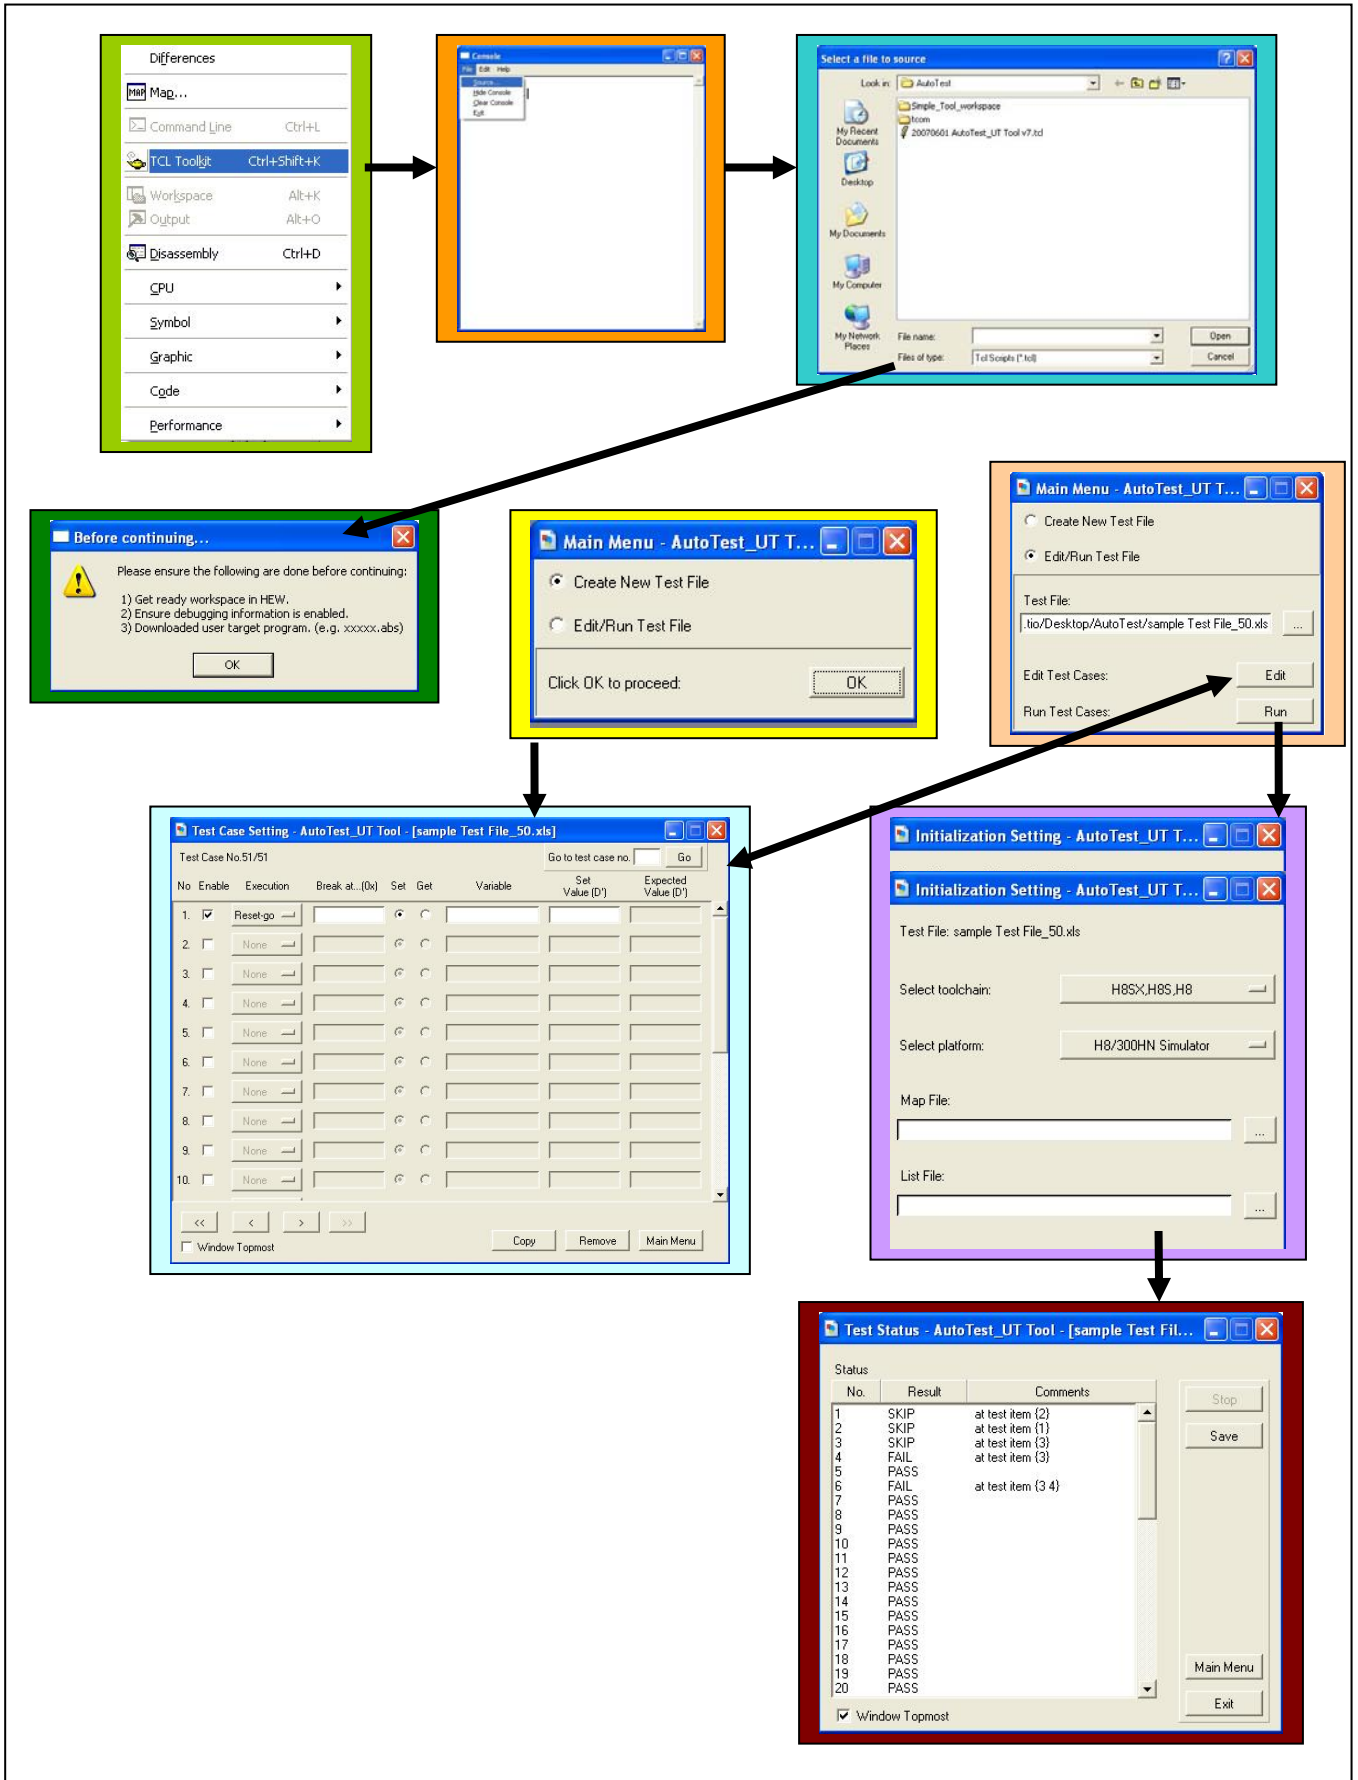 Differences
MAP Map...
Command Line Ctrl+L
TCL Toolkit Ctrl+Shift+K
Workspace Alt+K
Output Alt+O
Disassembly Ctrl+D
CPU
Symbol
Graphic
Code
Performance
Console
File Edit Help
Source...
Hide Console
Clear Console
Exit
Select a file to source
Look in: AutoTest
Simple_Tool_workspace
tcom
20070601 AutoTest_UT Tool v7.tcl
My Recent
Documents
Desktop
My Documents
My Computer
My Network
Places
File name: Open
Files of type: Tcl Scripts (*.tcl) Cancel
Before continuing...
Please ensure the following are done before continuing:
1) Get ready workspace in HEW.
2) Ensure debugging information is enabled.
3) Downloaded user target program. (e.g. xxxxx.abs)
OK
Main Menu - AutoTest_UT T...
Create New Test File
Edit/Run Test File
Click OK to proceed: OK
Main Menu - AutoTest_UT T...
Create New Test File
Edit/Run Test File
Test File:
.tio/Desktop/AutoTest/sample Test File_50.xls ...
Edit Test Cases: Edit
Run Test Cases: Run
Test Case Setting - AutoTest_UT Tool - [sample Test File_50.xls]
Test Case No.51/51 Go to test case no. Go
No Enable Execution Break at...(0x) Set Get Variable Set Value (D') Expected Value (D')
1. Reset-go
2. None
3. None
4. None
5. None
6. None
7. None
8. None
9. None
10. None
<< < > >>
Window Topmost Copy Remove Main Menu
Initialization Setting - AutoTest_UT T...
Initialization Setting - AutoTest_UT T...
Test File: sample Test File_50.xls
Select toolchain: H8SX,H8S,H8
Select platform: H8/300HN Simulator
Map File:
...
List File:
...
Test Status - AutoTest_UT Tool - [sample Test Fil...
Status
No. Result Comments
1 SKIP at test item {2}
2 SKIP at test item {1}
3 SKIP at test item {3}
4 FAIL at test item {3}
5 PASS
6 FAIL at test item {3 4}
7 PASS
8 PASS
9 PASS
10 PASS
11 PASS
12 PASS
13 PASS
14 PASS
15 PASS
16 PASS
17 PASS
18 PASS
19 PASS
20 PASS
Stop
Save
Main Menu
Exit
Window Topmost